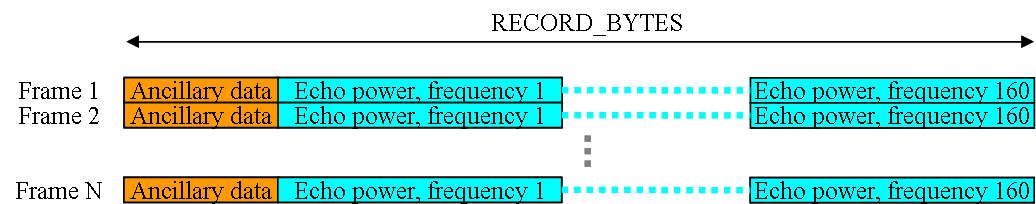 RECORD_BYTES
Frame 1 Ancillary data Echo power, frequency 1 Echo power, frequency 160
Frame 2 Ancillary data Echo power, frequency 1 Echo power, frequency 160
Frame N Ancillary data Echo power, frequency 1 Echo power, frequency 160